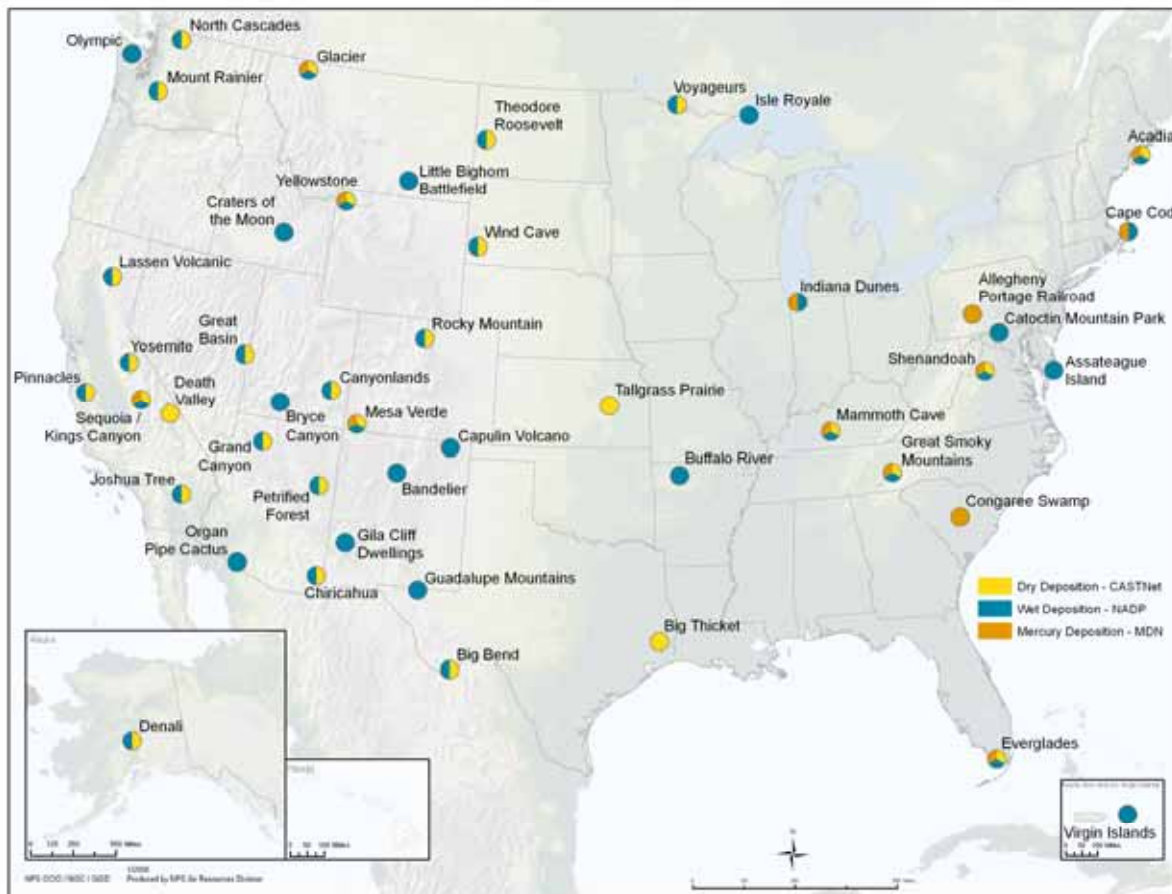 North Cascades
Olympic
Glacier
Mount Rainier
Voyageurs
Isle Royale
Theodore
Roosevelt
Acadia
Little Bighorn
Battlefield
Yellowstone
Craters of
the Moon
Cape Cod
Wind Cave
Lassen Volcanic
Indiana Dunes
Allegheny
Portage Railroad
Catoctin Mountain Park
Great
Basin
Rocky Mountain
Yosemite
Shenandoah
Assateague
Island
Pinnacles
Death
Valley
Canyonlands
Tallgrass Prairie
Sequoia /
Kings Canyon
Bryce
Canyon
Mesa Verde
Mammoth Cave
Great Smoky
Mountains
Grand
Canyon
Capulin Volcano
Buffalo River
Joshua Tree
Petrified
Forest
Bandelier
Congaree Swamp
Organ
Pipe Cactus
Gila Cliff
Dwellings
Chiricahua
Guadalupe Mountains
Dry Deposition - CASTNet
Wet Deposition - NADP
Mercury Deposition - MDN
Big Thicket
Big Bend
Denali
Everglades
Virgin Islands
Produced by NPS Air Resources Division
N